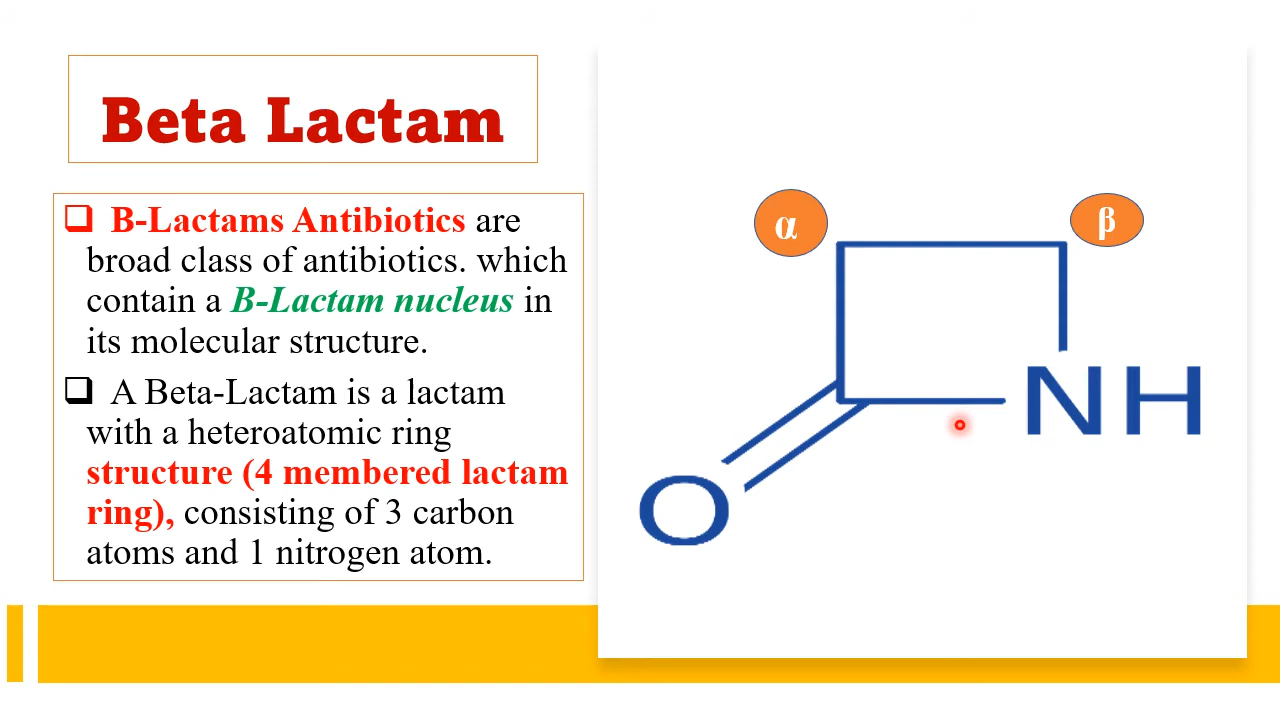 Beta Lactam
B-Lactams Antibiotics are
broad class of antibiotics. which
contain a B-Lactam nucleus in
its molecular structure.
A Beta-Lactam is a lactam
with a heteroatomic ring
structure (4 membered lactam
ring), consisting of 3 carbon
atoms and 1 nitrogen atom.
α
β
NH
O